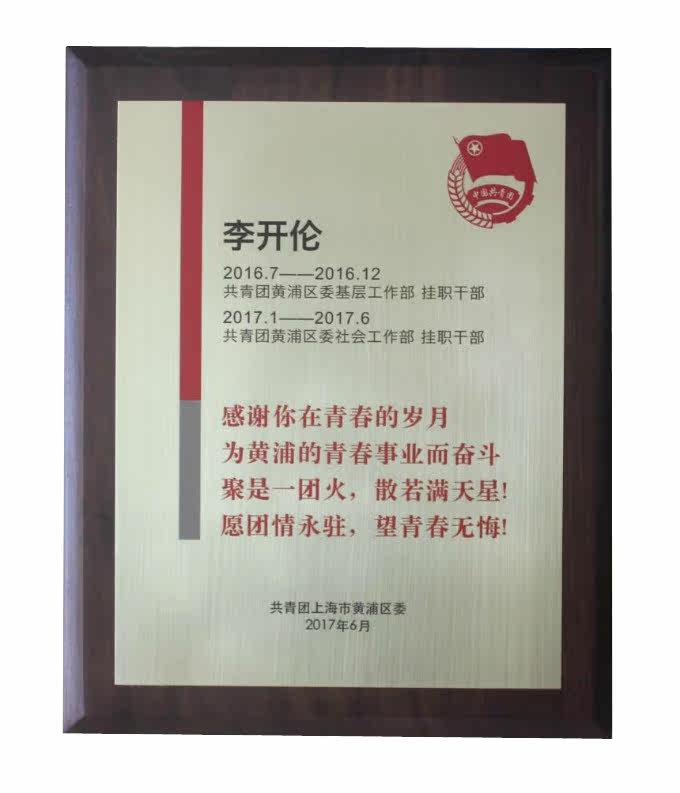 中国共青团
李开伦
2016.7——2016.12
共青团黄浦区委基层工作部 挂职干部
2017.1——2017.6
共青团黄浦区委社会工作部 挂职干部
感谢你在青春的岁月
为黄浦的青春事业而奋斗
聚是一团火，散若满天星!
愿团情永驻，望青春无悔!
共青团上海市黄浦区委
2017年6月